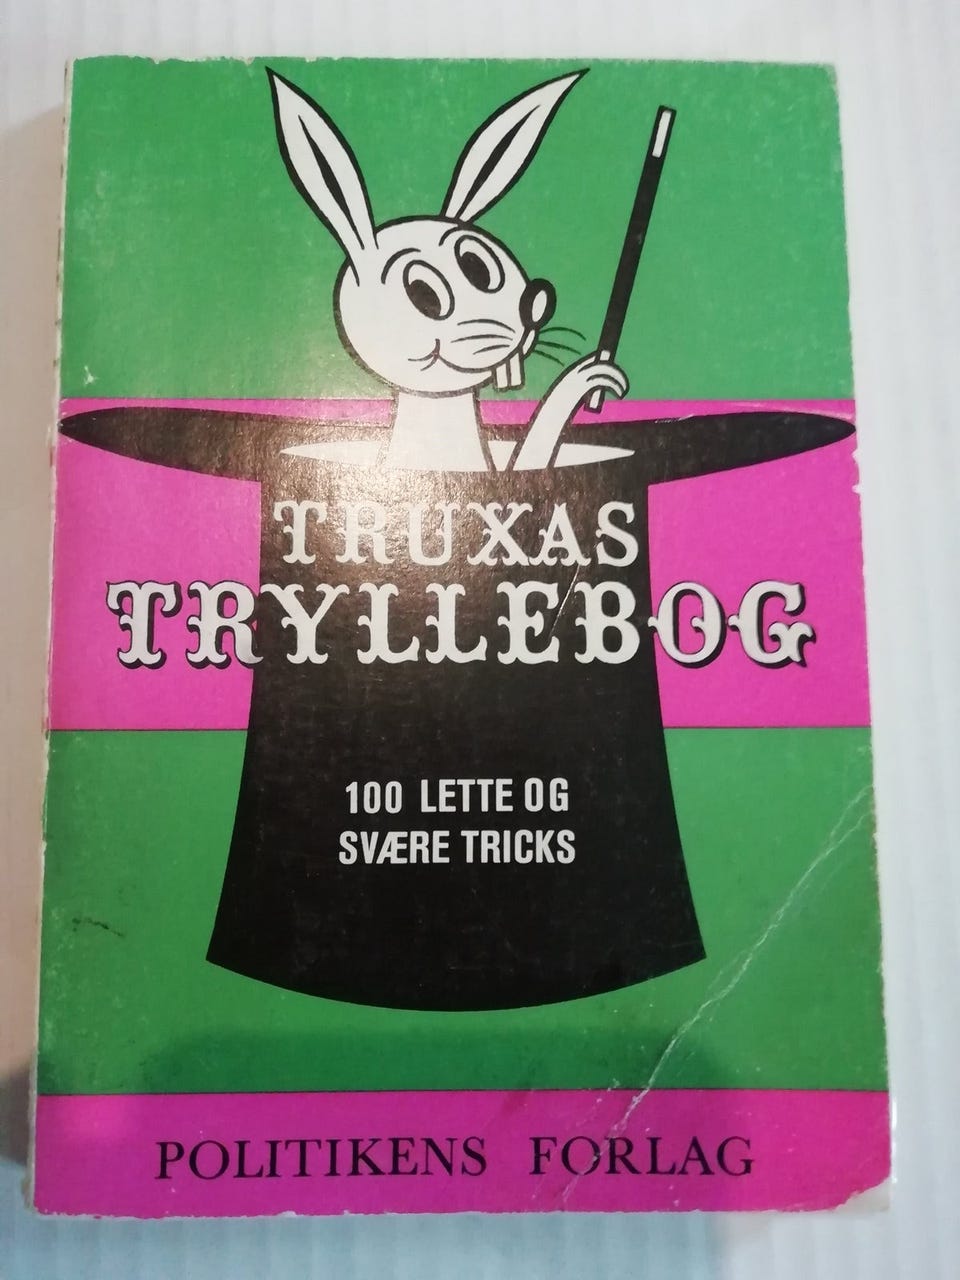 TRUXAS
TRYLLEBOG
100 LETTE OG
SVÆRE TRICKS
POLITIKENS FORLAG